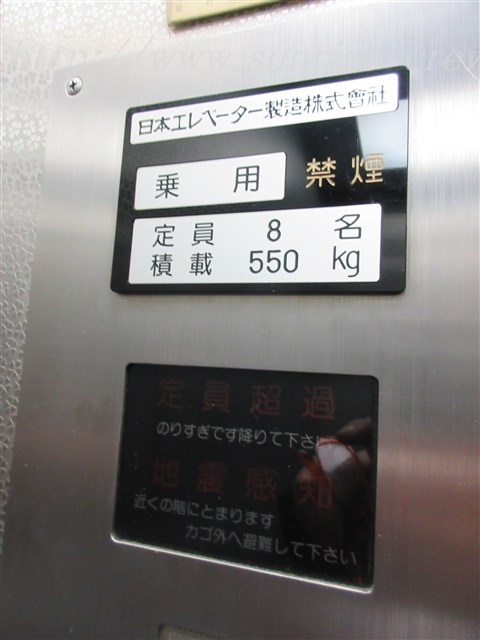 日本エレベーター製造株式會社
乗用 禁煙
定員 8 名
積載 550 kg
定員超過
のりすぎです降りて下さい
地震感知
近くの階にとまります
カゴ外へ避難して下さい